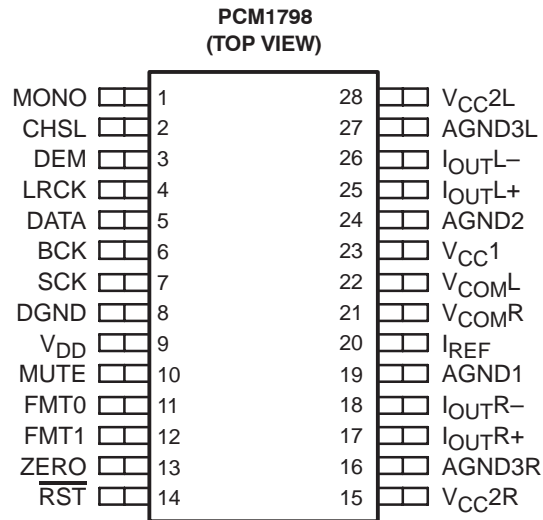 PCM1798
(TOP VIEW)
MONO 1 28 VCC2L
CHSL 2 27 AGND3L
DEM 3 26 IOUTL–
LRCK 4 25 IOUTL+
DATA 5 24 AGND2
BCK 6 23 VCC1
SCK 7 22 VCOML
DGND 8 21 VCOMR
VDD 9 20 IREF
MUTE 10 19 AGND1
FMT0 11 18 IOUTR–
FMT1 12 17 IOUTR+
ZERO 13 16 AGND3R
RST 14 15 VCC2R